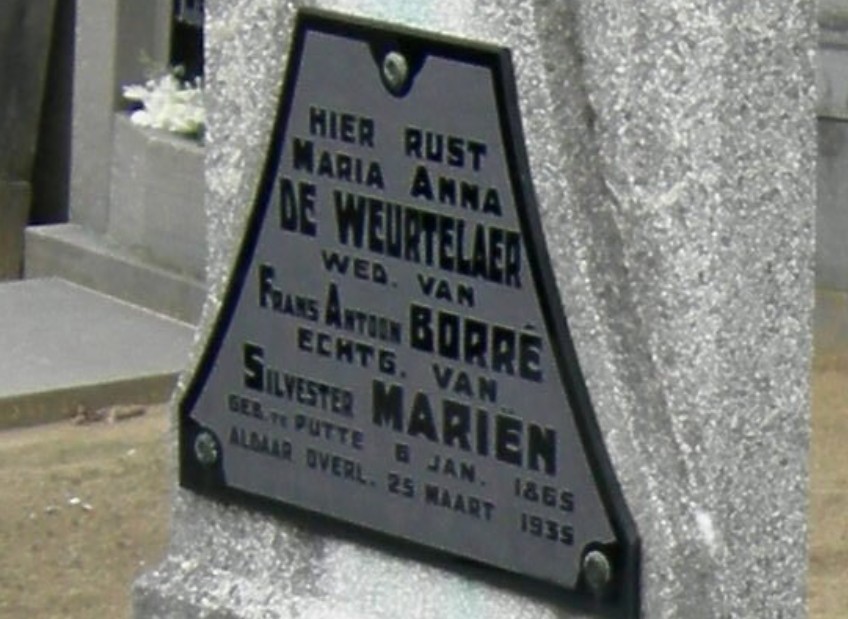 HIER RUST
MARIA ANNA
DE WEURTELAER
WED. VAN
FRANS ANTOON BORRÉ
ECHTG. VAN
SILVESTER MARIËN
GEB. TE PUTTE 6 JAN. 1865
ALDAAR OVERL. 25 MAART 1935